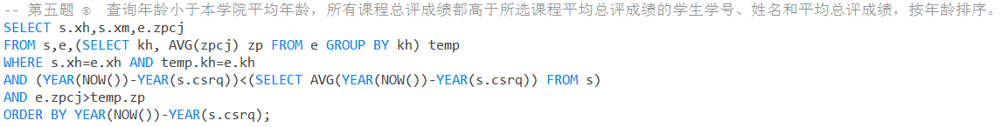 -- 第五题 ⑤ 查询年龄小于本学院平均年龄，所有课程总评成绩都高于所选课程平均总评成绩的学生学号、姓名和平均总评成绩，按年龄排序。
SELECT s.xh,s.xm,e.zpcj
FROM s,e,(SELECT kh, AVG(zpcj) zp FROM e GROUP BY kh) temp
WHERE s.xh=e.xh AND temp.kh=e.kh
AND (YEAR(NOW())-YEAR(s.csrq))<(SELECT AVG(YEAR(NOW())-YEAR(s.csrq)) FROM s)
AND e.zpcj>temp.zp
ORDER BY YEAR(NOW())-YEAR(s.csrq);